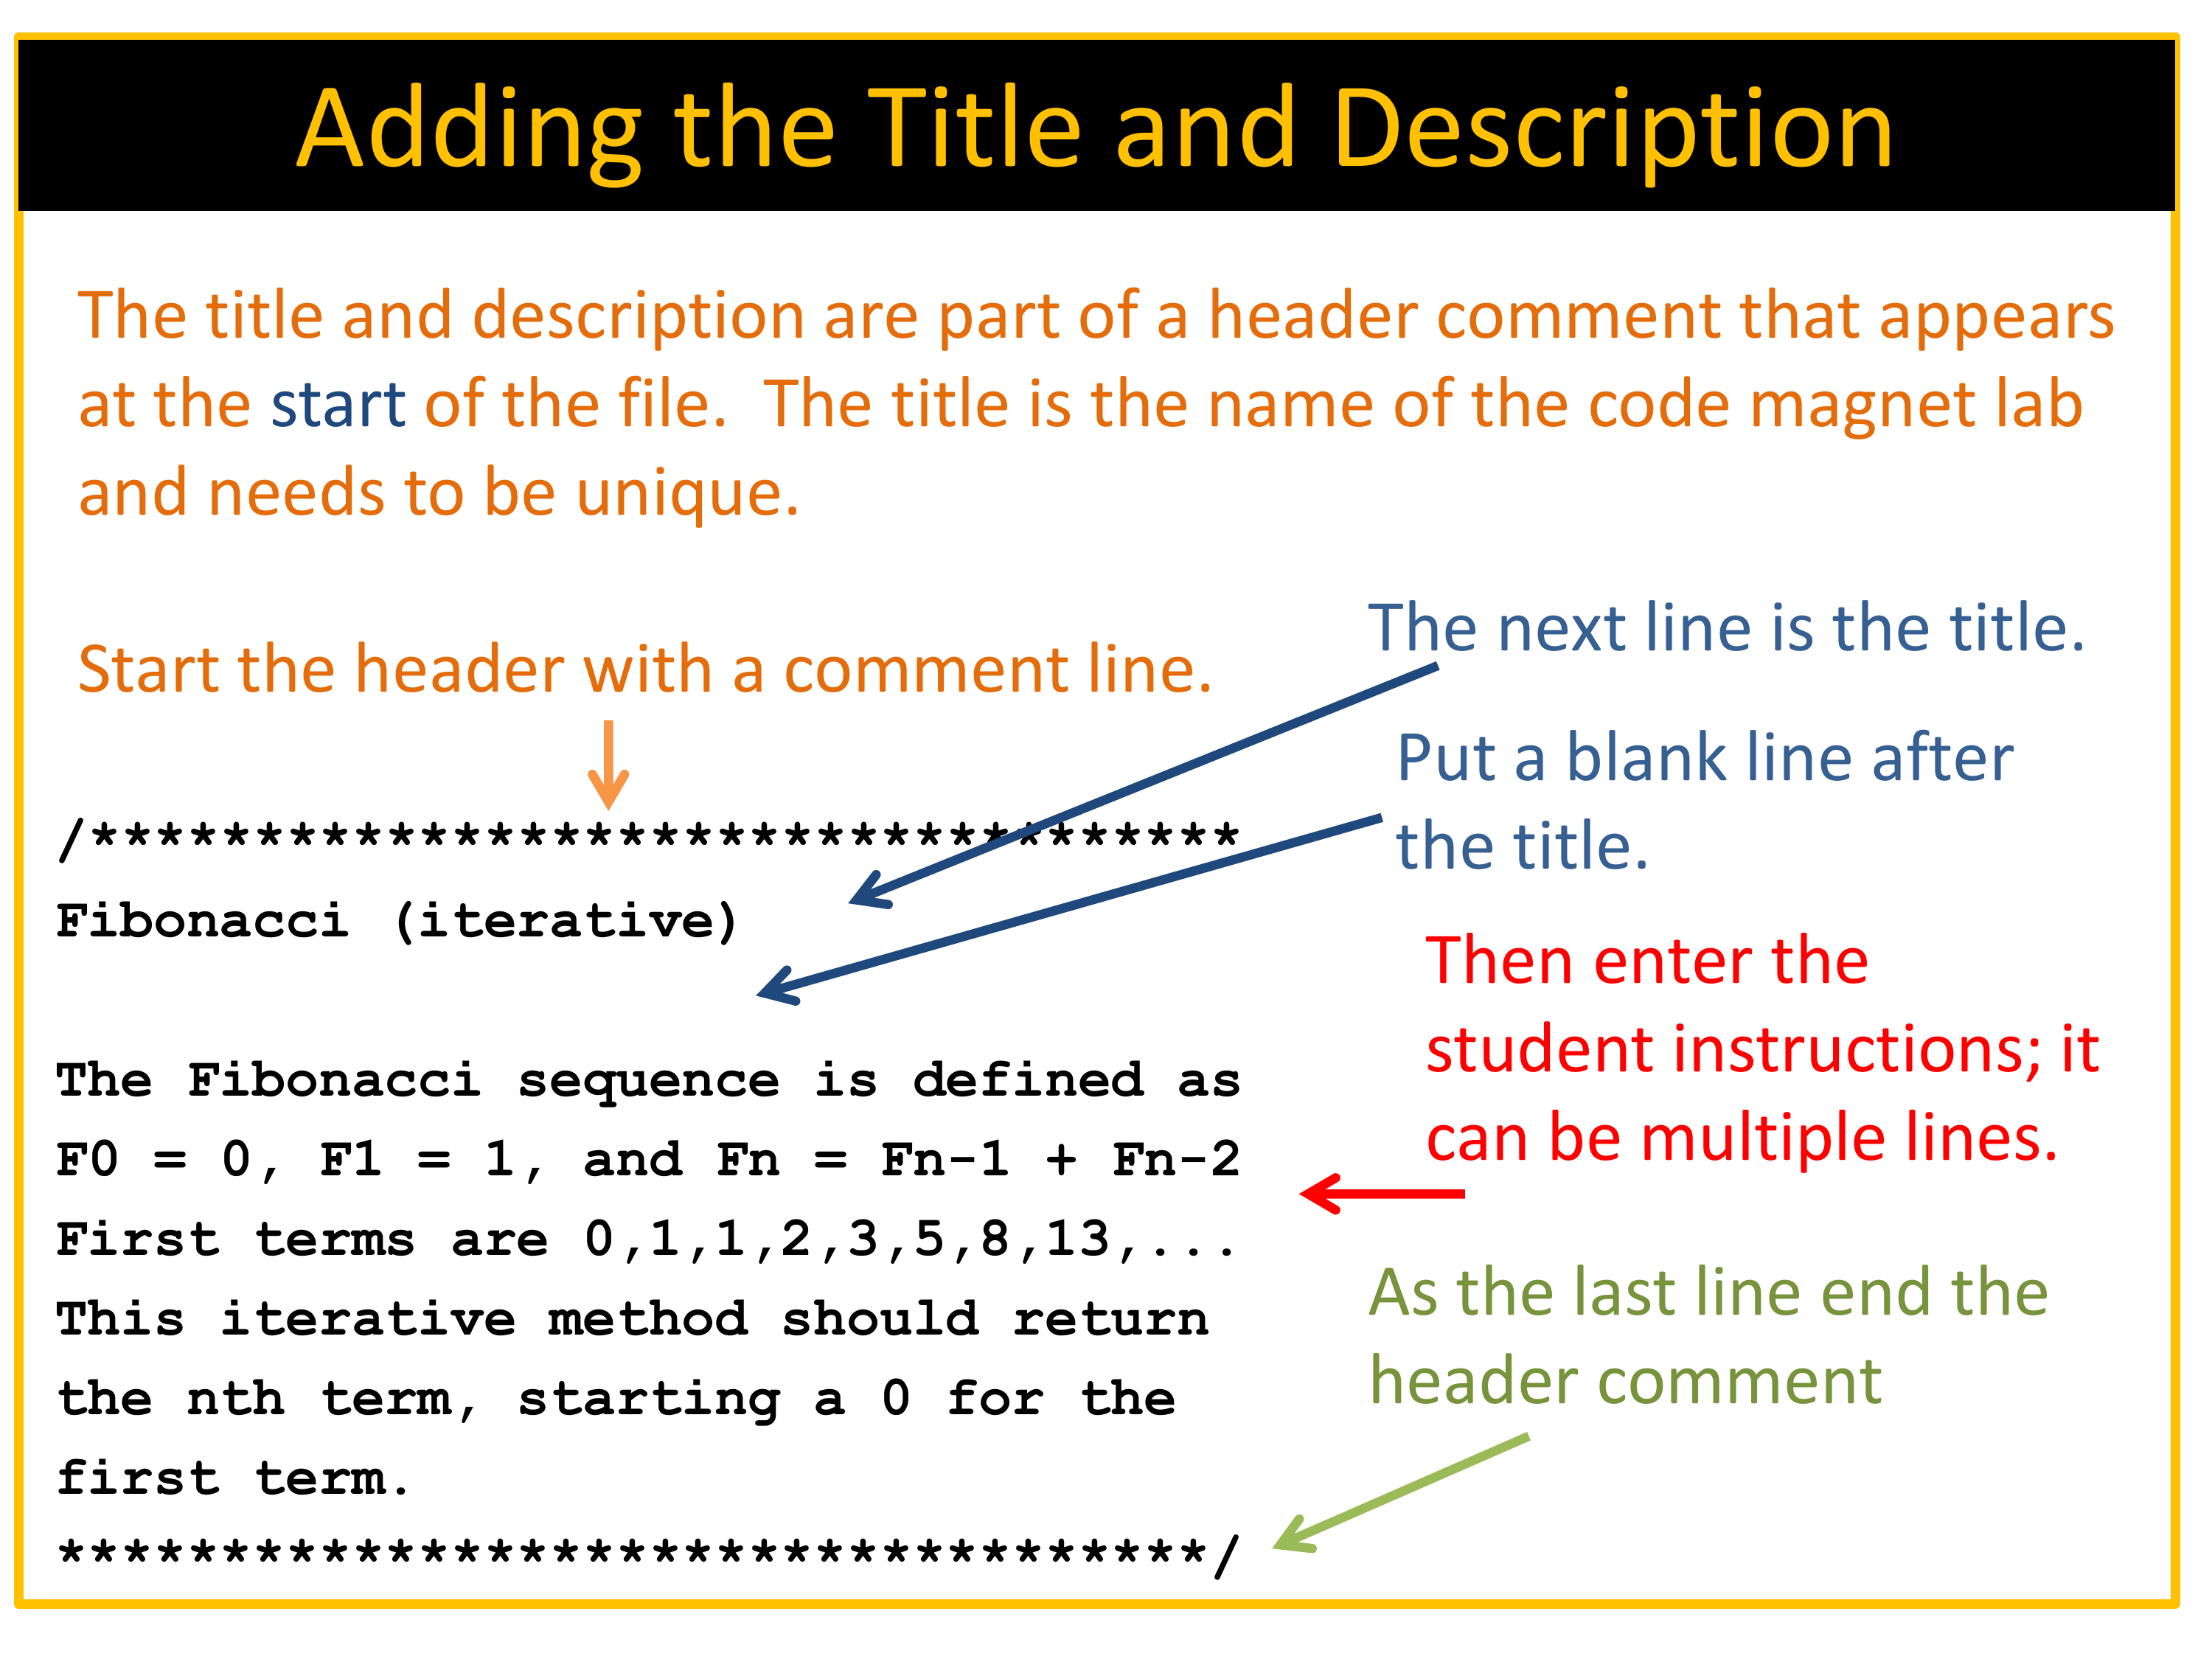 Adding the Title and Description
The title and description are part of a header comment that appears
at the start of the file.  The title is the name of the code magnet lab
and needs to be unique.
Start the header with a comment line.
The next line is the title.
Put a blank line after
the title.
Then enter the
student instructions; it
can be multiple lines.
As the last line end the
header comment
/***********************************
Fibonacci (iterative)
The Fibonacci sequence is defined as
F0 = 0, F1 = 1, and Fn = Fn-1 + Fn-2
First terms are 0,1,1,2,3,5,8,13,...
This iterative method should return
the nth term, starting a 0 for the
first term.
***********************************/